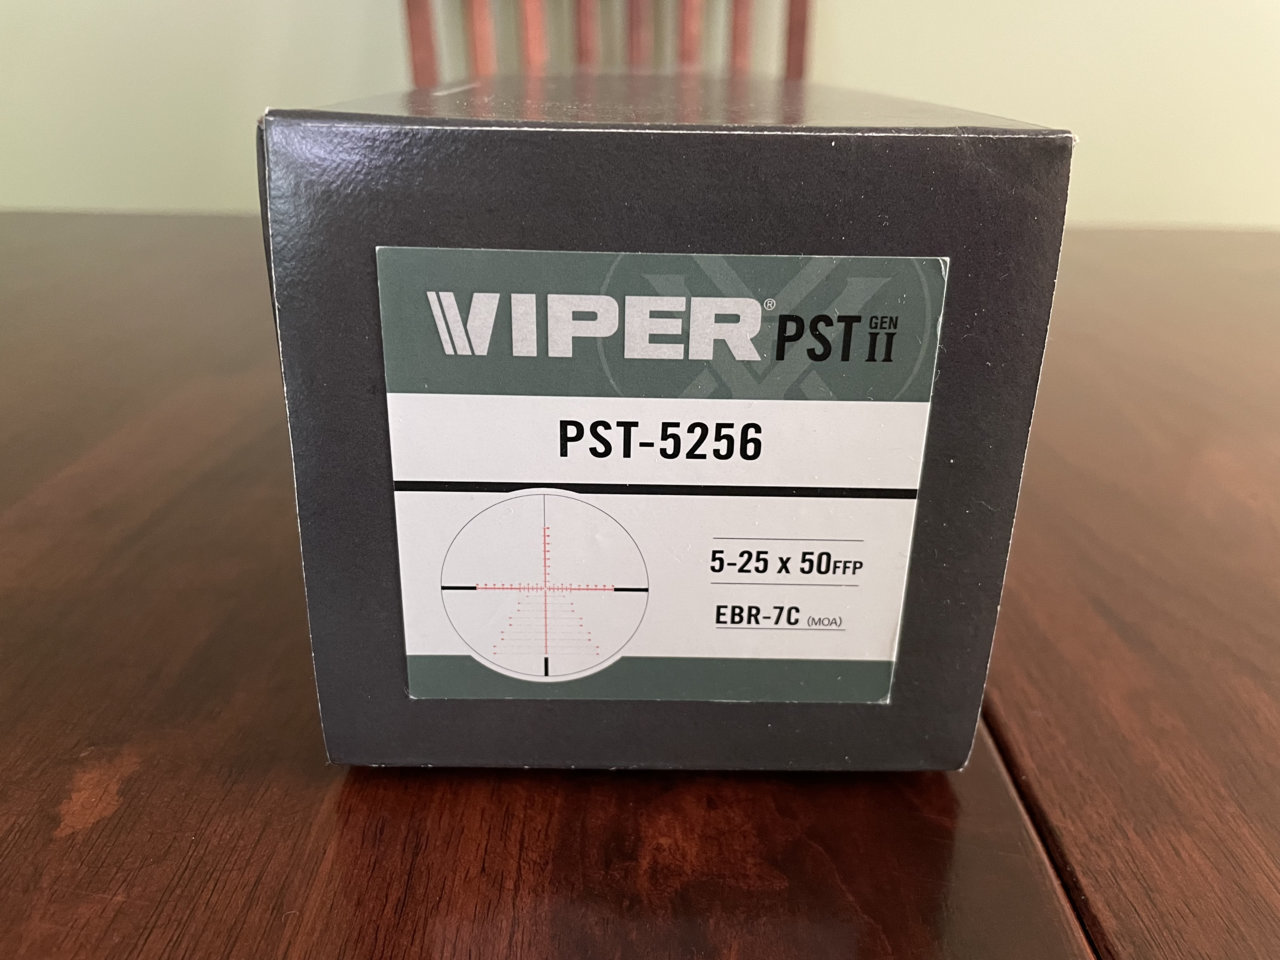 VIPER® PST GEN II
PST-5256
5-25 x 50FFP
EBR-7C (MOA)